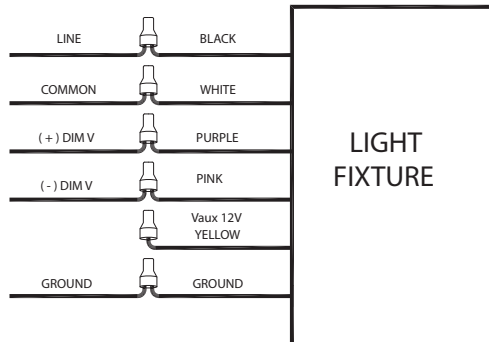 LINE BLACK
COMMON WHITE
( + ) DIM V PURPLE
( - ) DIM V PINK
Vaux 12V
YELLOW
GROUND GROUND
LIGHT
FIXTURE